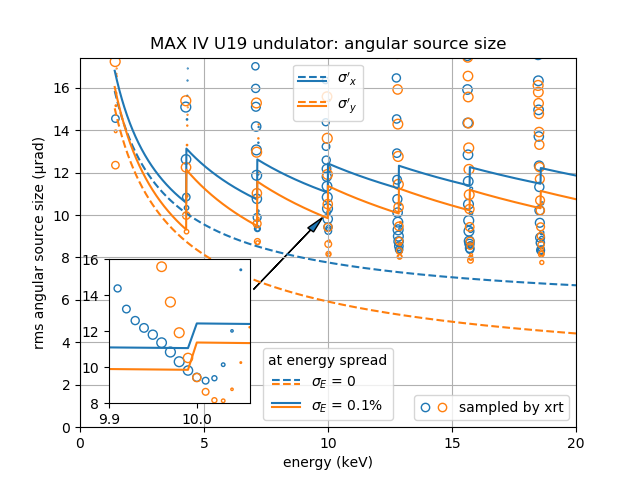 MAX IV U19 undulator: angular source size
rms angular source size (μrad)
16
14
12
10
8
6
4
2
0
σ'x
σ'y
16
14
12
10
8
9.9
10.0
at energy spread
σE = 0
σE = 0.1%
sampled by xrt
0
5
10
15
20
energy (keV)